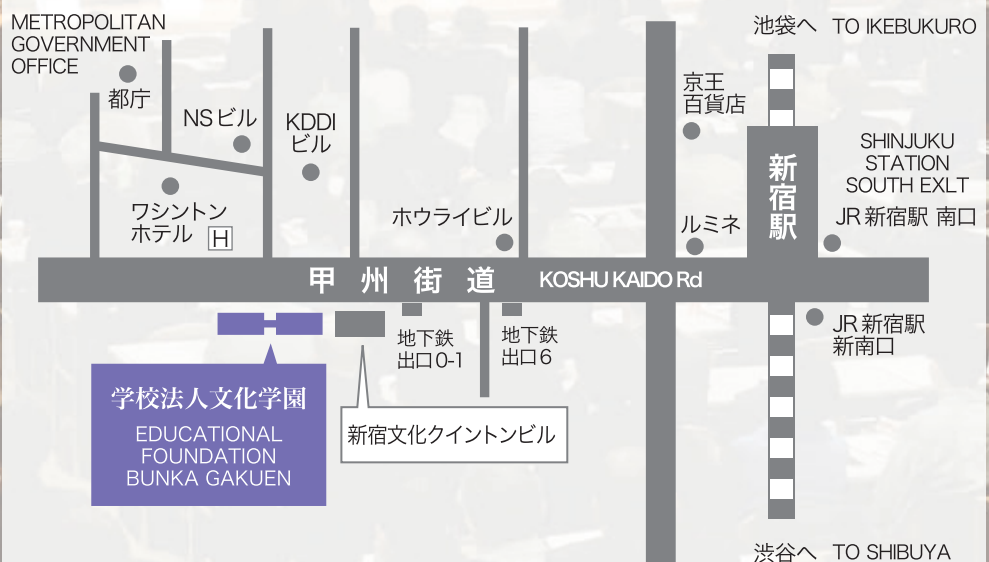 METROPOLITAN
GOVERNMENT
OFFICE
都庁
NSビル
KDDI
ビル
ワシントン
ホテル H
ホウライビル
京王
百貨店
ルミネ
池袋へ TO IKEBUKURO
新宿駅
SHINJUKU
STATION
SOUTH EXLT
JR新宿駅 南口
甲州街道 KOSHU KAIDO Rd
地下鉄
出口0-1
地下鉄
出口6
JR新宿駅
新南口
学校法人文化学園
EDUCATIONAL
FOUNDATION
BUNKA GAKUEN
新宿文化クイントンビル
渋谷へ TO SHIBUYA